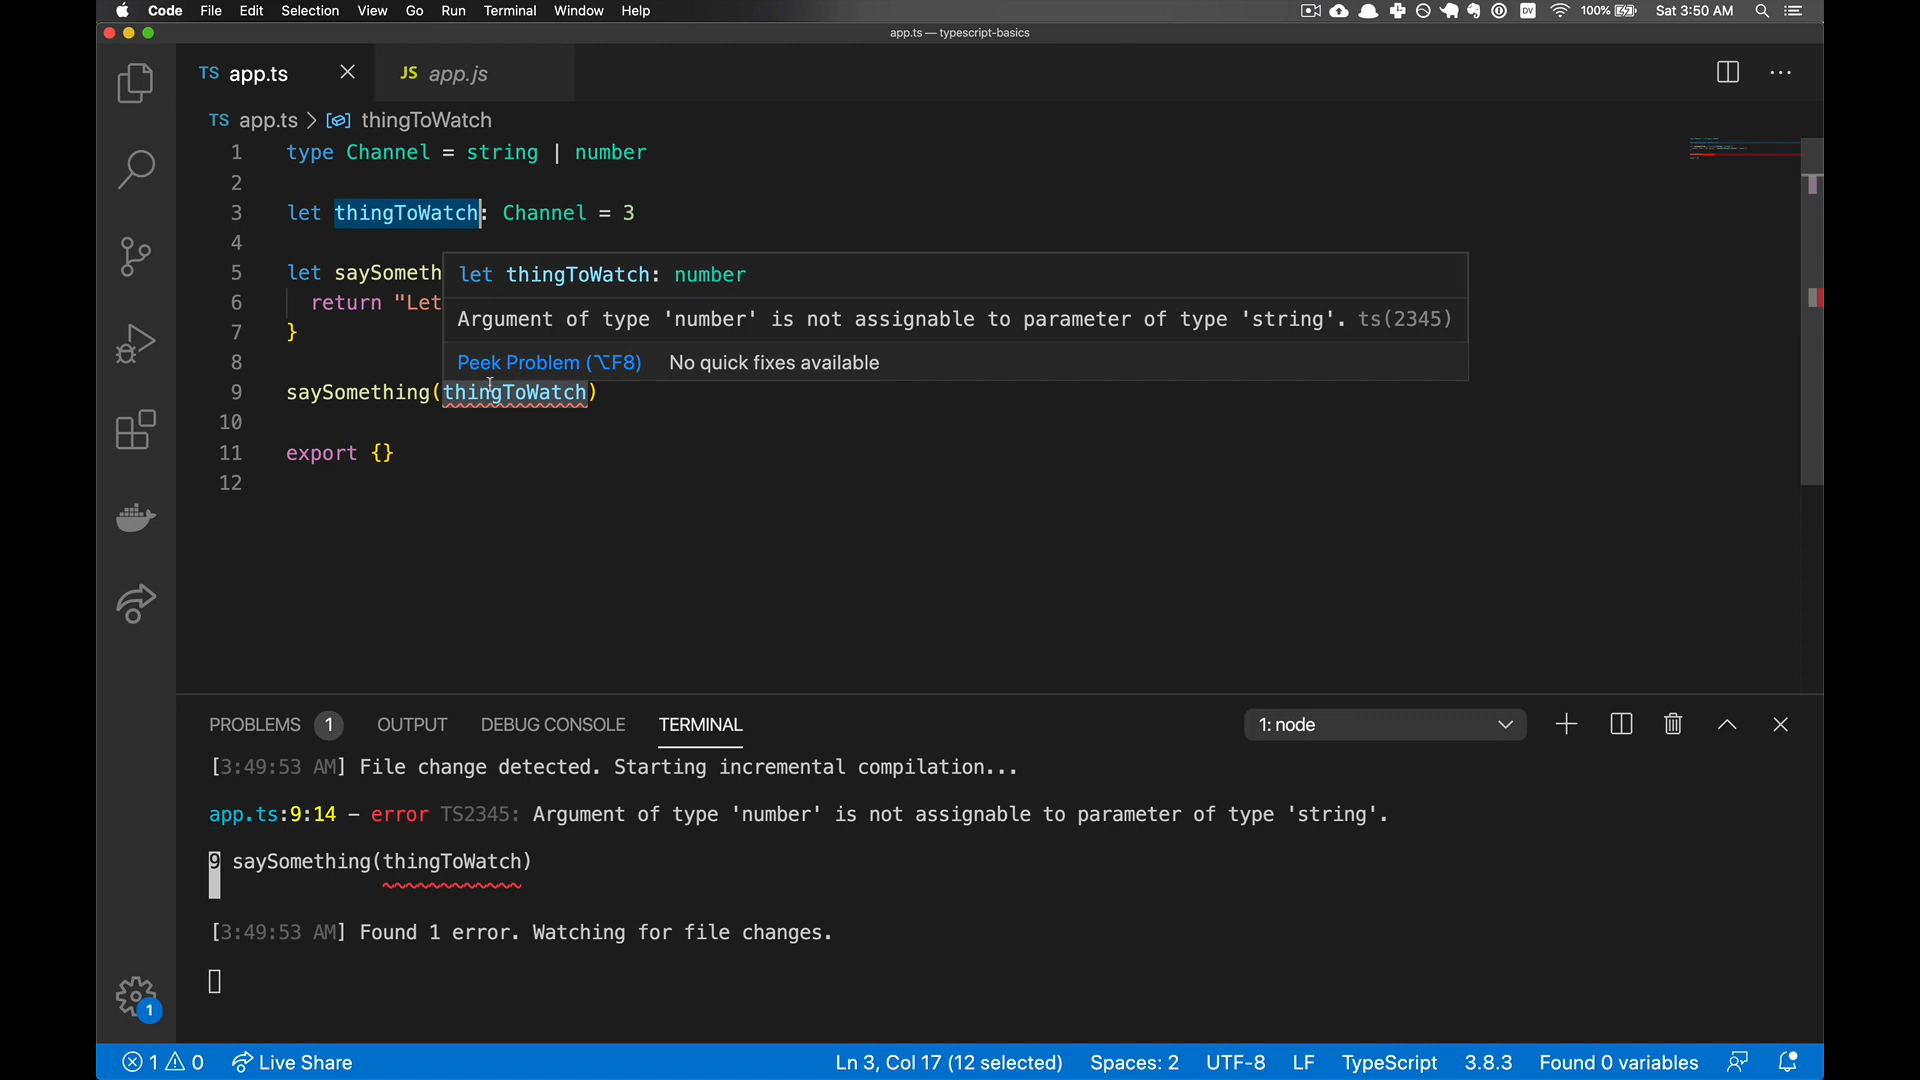 Code File Edit Selection View Go Run Terminal Window Help 100% Sat 3:50 AM
app.ts — typescript-basics
TS app.ts JS app.js
TS app.ts > thingToWatch
1 type Channel = string | number
2
3 let thingToWatch: Channel = 3
4
5 let saySometh
6 return "Let
7 }
8
9 saySomething(thingToWatch)
10
11 export {}
12
let thingToWatch: number
Argument of type 'number' is not assignable to parameter of type 'string'. ts(2345)
Peek Problem (⌥F8) No quick fixes available
PROBLEMS 1 OUTPUT DEBUG CONSOLE TERMINAL 1: node
[3:49:53 AM] File change detected. Starting incremental compilation...
app.ts:9:14 - error TS2345: Argument of type 'number' is not assignable to parameter of type 'string'.
9 saySomething(thingToWatch)
[3:49:53 AM] Found 1 error. Watching for file changes.
1
1 0 Live Share Ln 3, Col 17 (12 selected) Spaces: 2 UTF-8 LF TypeScript 3.8.3 Found 0 variables